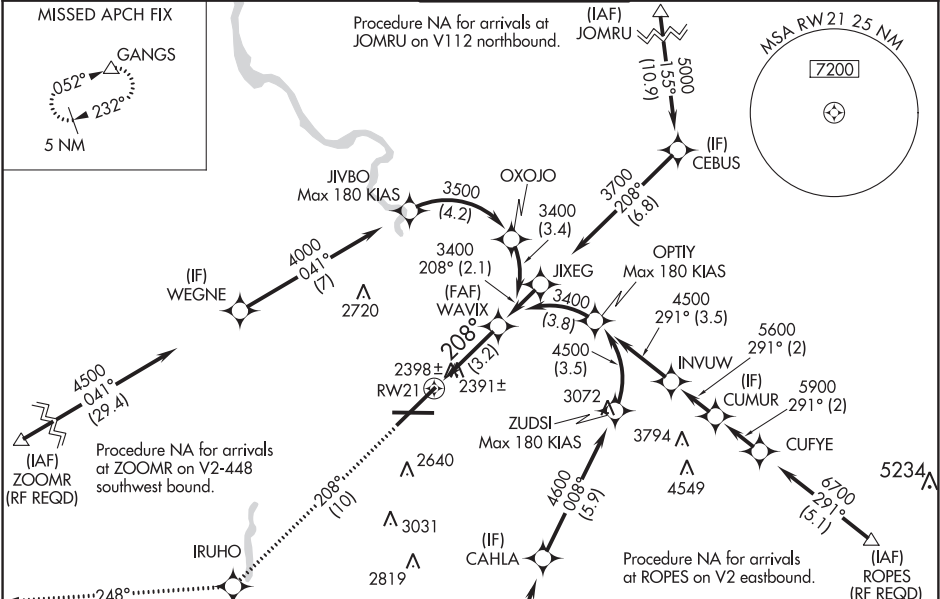 MISSED APCH FIX
GANGS
052°
232°
5 NM
Procedure NA for arrivals at
JOMRU on V112 northbound.
(IAF)
JOMRU
5000
155°
(10.9)
MSA RW21 25 NM
7200
(IF)
CEBUS
3700
208°
(6.8)
JIVBO
Max 180 KIAS
3500
(4.2)
OXOJO
3400
(3.4)
4000
041°
(7)
(IF)
WEGNE
2720
3400
208° (2.1)
JIXEG
(FAF)
WAVIX
OPTIY
Max 180 KIAS
3400
(3.8)
4500
291° (3.5)
208°
(3.2)
4500
(3.5)
INVUW
5600
291° (2)
(IF)
CUMUR
5900
291° (2)
CUFYE
2398±
2391±
RW21
3072
ZUDSI
Max 180 KIAS
3794
4549
5234
4500
041°
(29.4)
(IAF)
ZOOMR
(RF REQD)
Procedure NA for arrivals
at ZOOMR on V2-448
southwest bound.
2640
3031
2819
208°
(10)
IRUHO
248°
4600
008°
(5.9)
(IF)
CAHLA
6700
291°
(5.1)
Procedure NA for arrivals
at ROPES on V2 eastbound.
(IAF)
ROPES
(RF REQD)